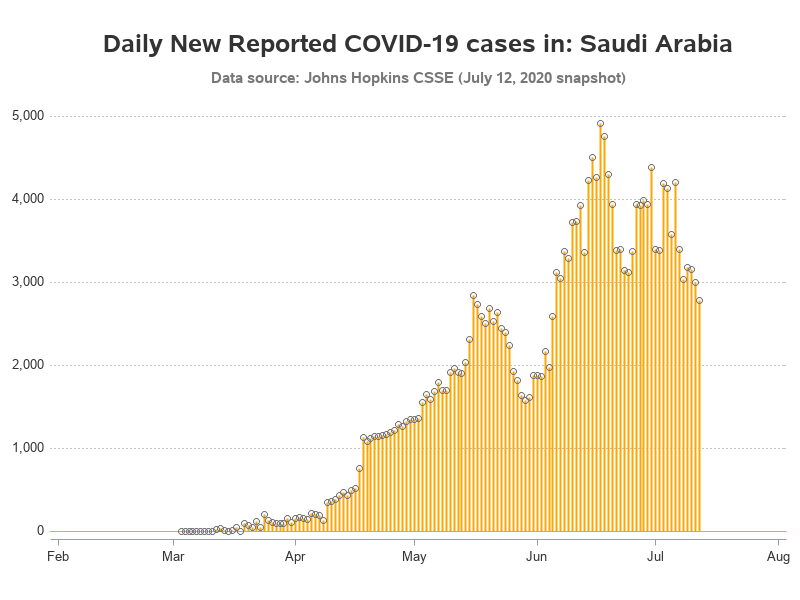 Daily New Reported COVID-19 cases in: Saudi Arabia
Data source: Johns Hopkins CSSE (July 12, 2020 snapshot)
5,000
4,000
3,000
2,000
1,000
0
Feb Mar Apr May Jun Jul Aug